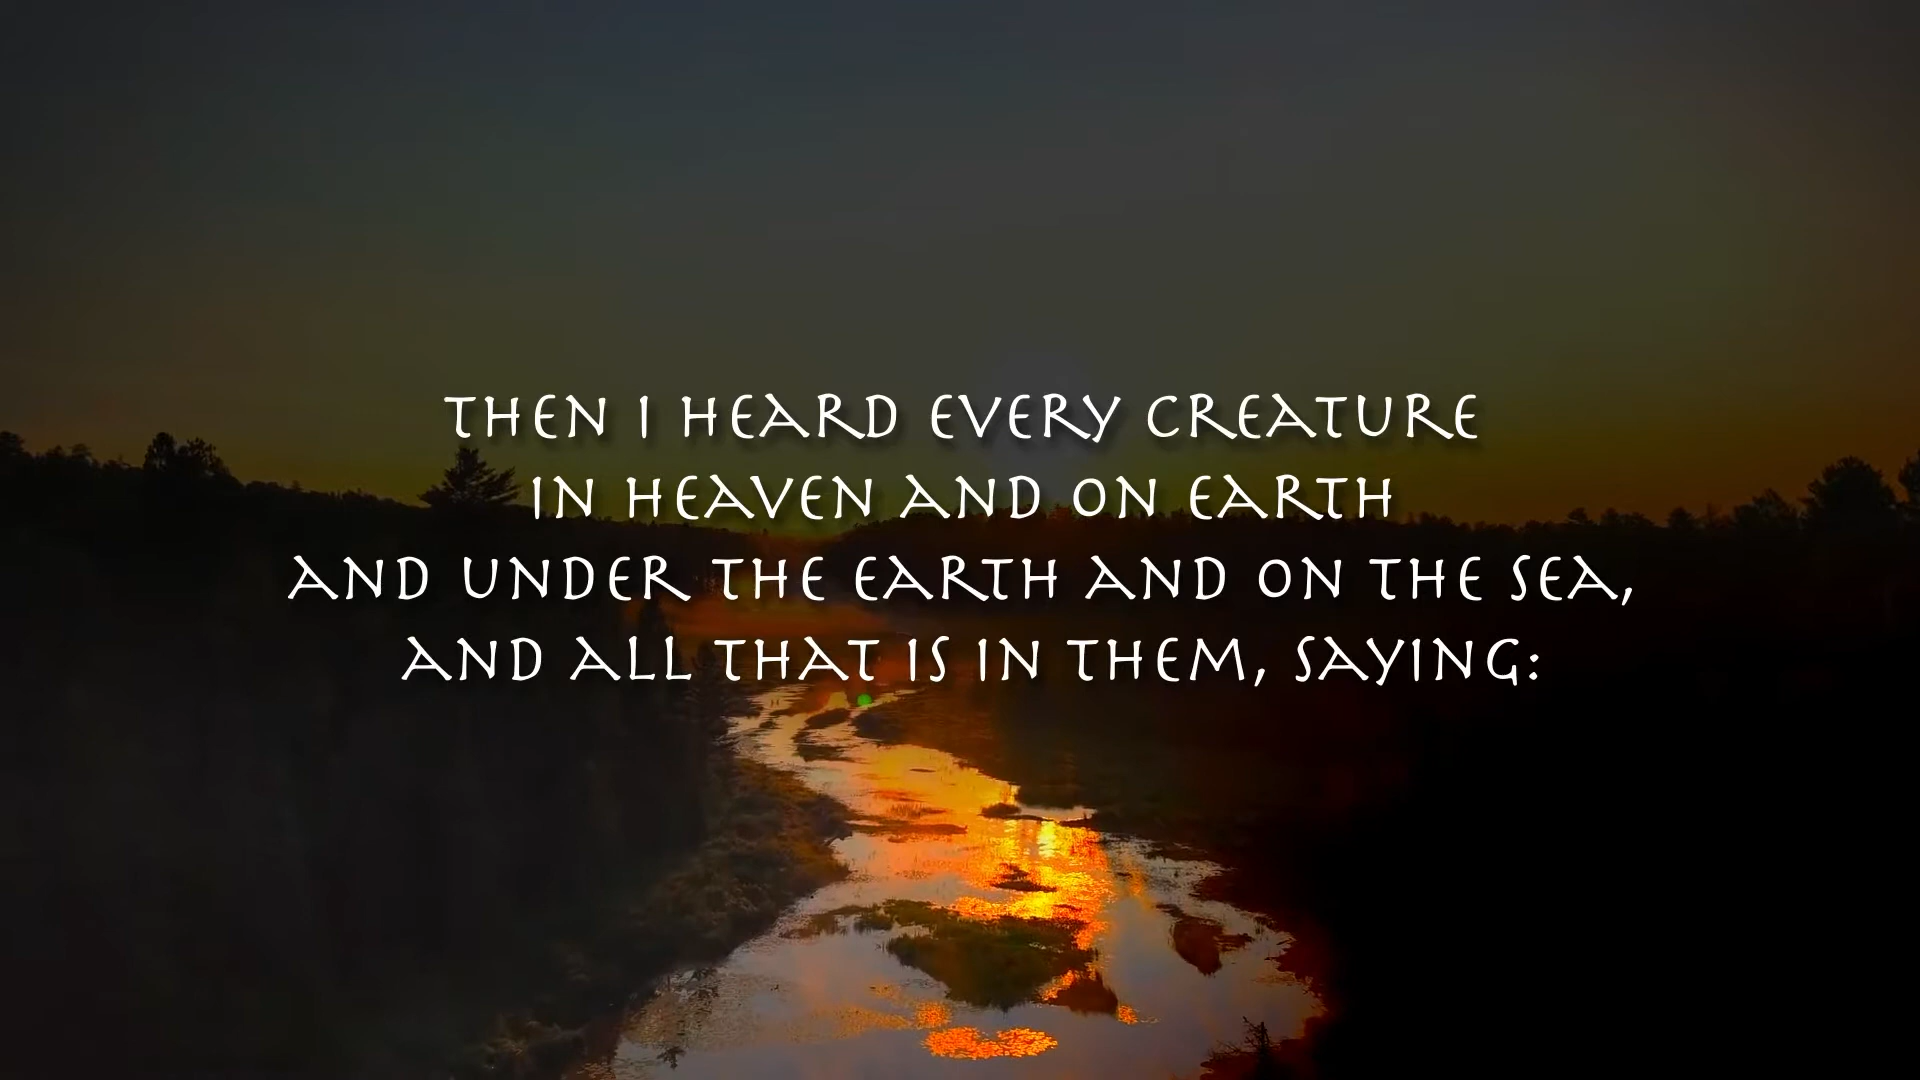 THEN I HEARD EVERY CREATURE
IN HEAVEN AND ON EARTH
AND UNDER THE EARTH AND ON THE SEA,
AND ALL THAT IS IN THEM, SAYING: